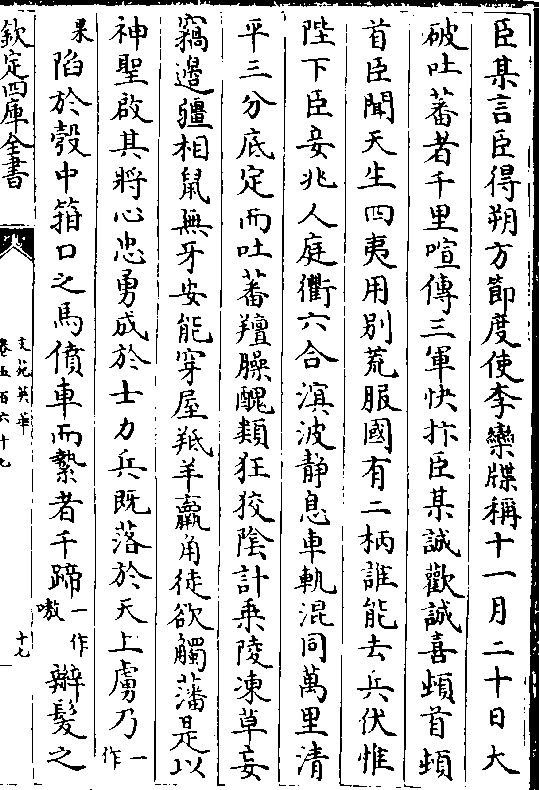 臣某言臣得朔方節度使李欒牒稱十一月二十日大
破吐蕃者千里喧傳三軍快抃臣某誠歡誠喜頓首頓
首臣聞天生四夷用别荒服國有二柄誰能去兵伏惟
陛下臣妾兆人庭衢六合溟波静息車軌混同萬里清
平三分底定而吐蕃羶臊醜類狂狡陰計乗陵凍草妄
窺邉疆相鼠無牙安能穿屋羝羊羸角徒欲觸藩是以
神聖啟其將心忠勇成於士力兵既落於天上虜乃一作
果陷於彀中箝口之馬僨車而縶者千蹄一作噭辮髮之
欽定四庫全書
文苑英華
卷五百六十九
十七